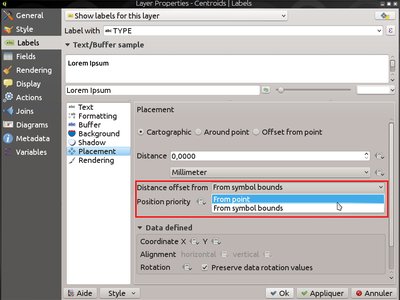 Layer Properties - Centroids | Labels
General
Style
Labels
Fields
Rendering
Display
Actions
Joins
Diagrams
Metadata
Variables
Show labels for this layer
Label with abc TYPE
Text/Buffer sample
Lorem Ipsum
Lorem Ipsum
Text
Formatting
Buffer
Background
Shadow
Placement
Rendering
Placement
Cartographic Around point Offset from point
Distance 0,0000
Millimeter
Distance offset from From symbol bounds
From point
From symbol bounds
Position priority
Data defined
Coordinate X Y
Alignment horizontal vertical
Rotation Preserve data rotation values
Aide Style Ok Appliquer Annuler